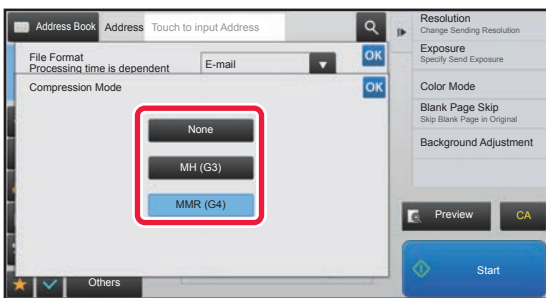 Address Book
Address
Touch to input Address
File Format
Processing time is dependent
E-mail
OK
Compression Mode
OK
None
MH (G3)
MMR (G4)
Others
Resolution
Change Sending Resolution
Exposure
Specify Send Exposure
Color Mode
Blank Page Skip
Skip Blank Page in Original
Background Adjustment
Preview
CA
Start